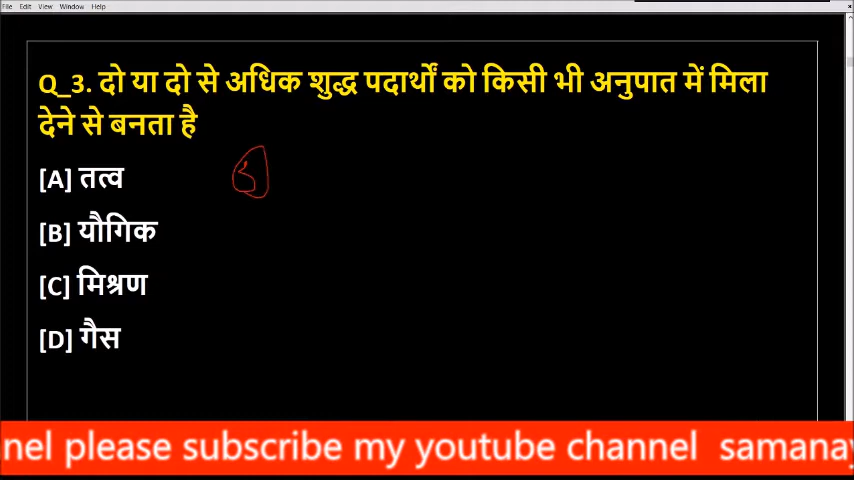 File Edit View Window Help
Q_3. दो या दो से अधिक शुद्ध पदार्थों को किसी भी अनुपात में मिला
देने से बनता है
[A] तत्व
[B] यौगिक
[C] मिश्रण
[D] गैस
nel please subscribe my youtube channel samanay